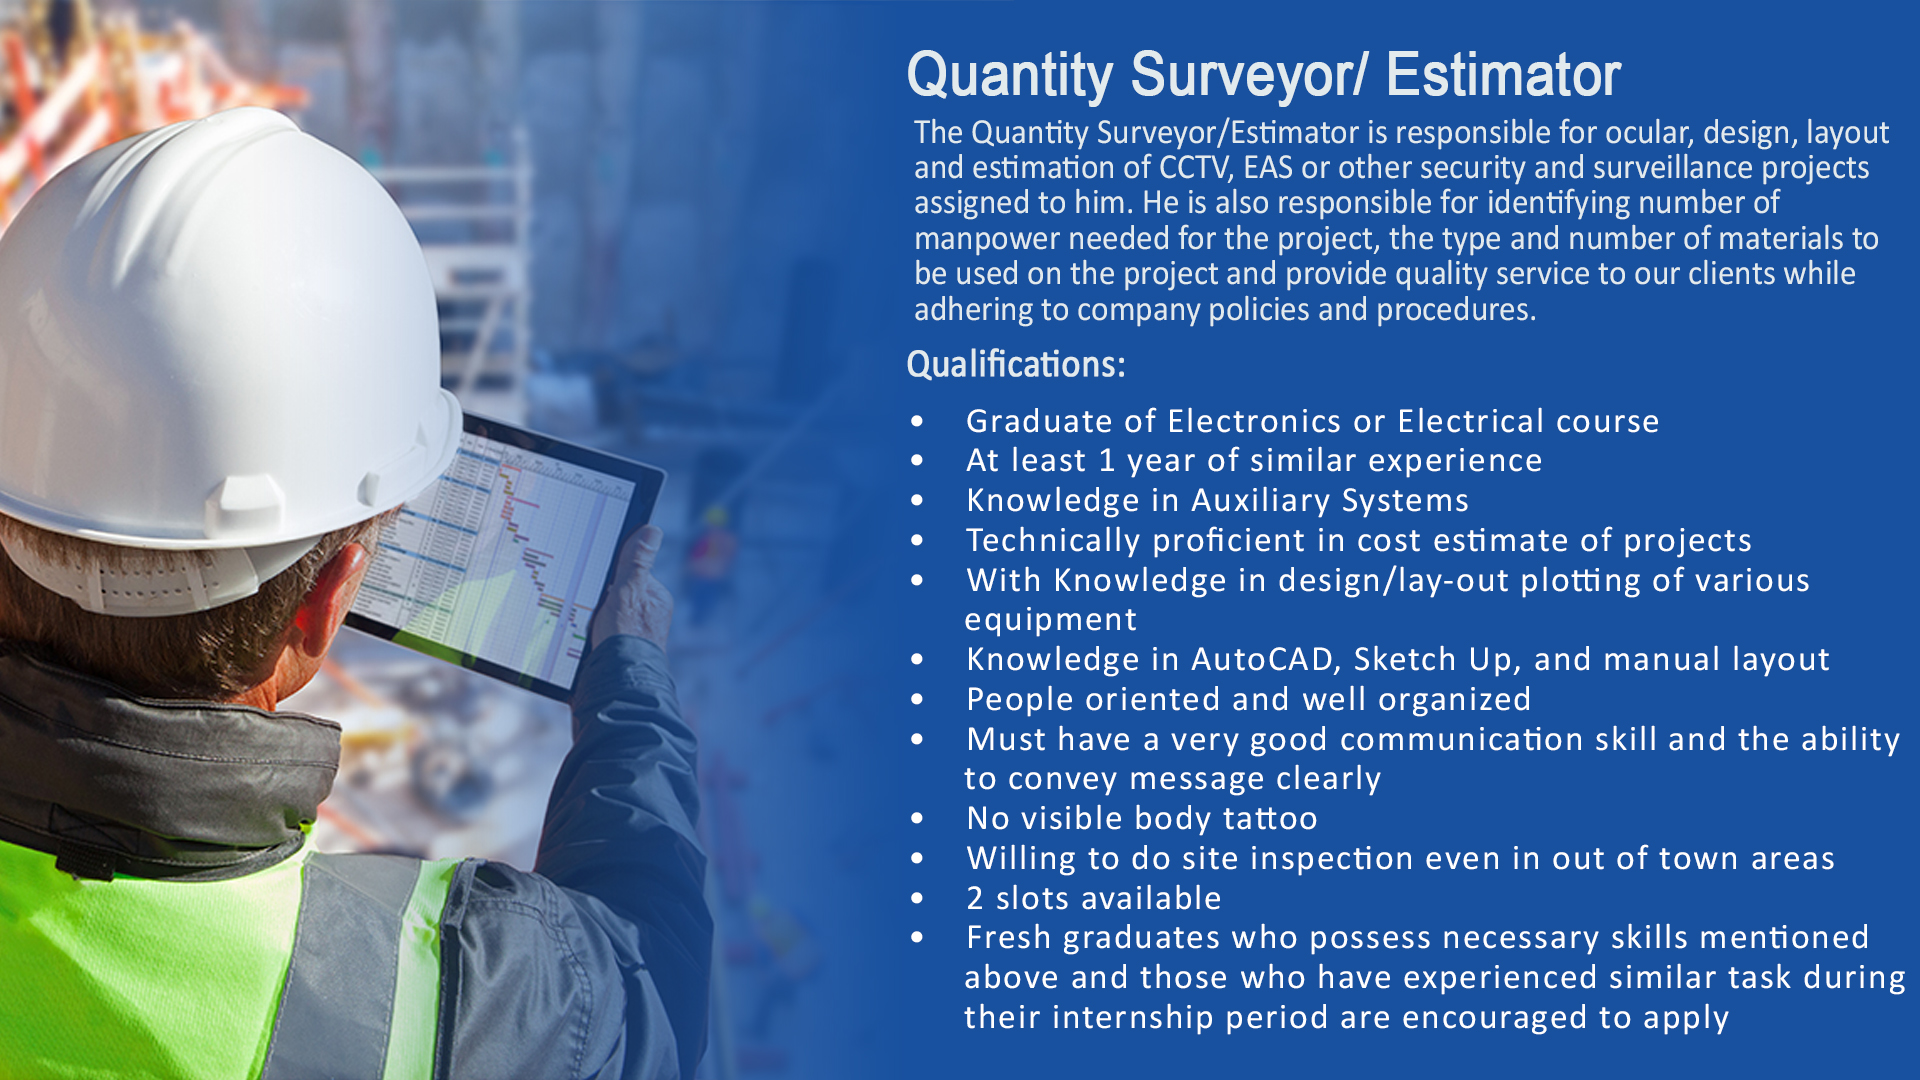 Quantity Surveyor/ Estimator
The Quantity Surveyor/Estimator is responsible for ocular, design, layout
and estimation of CCTV, EAS or other security and surveillance projects
assigned to him. He is also responsible for identifying number of
manpower needed for the project, the type and number of materials to
be used on the project and provide quality service to our clients while
adhering to company policies and procedures.
Qualifications:
• Graduate of Electronics or Electrical course
• At least 1 year of similar experience
• Knowledge in Auxiliary Systems
• Technically proficient in cost estimate of projects
• With Knowledge in design/lay-out plotting of various
equipment
• Knowledge in AutoCAD, Sketch Up, and manual layout
• People oriented and well organized
• Must have a very good communication skill and the ability
to convey message clearly
• No visible body tattoo
• Willing to do site inspection even in out of town areas
• 2 slots available
• Fresh graduates who possess necessary skills mentioned
above and those who have experienced similar task during
their internship period are encouraged to apply